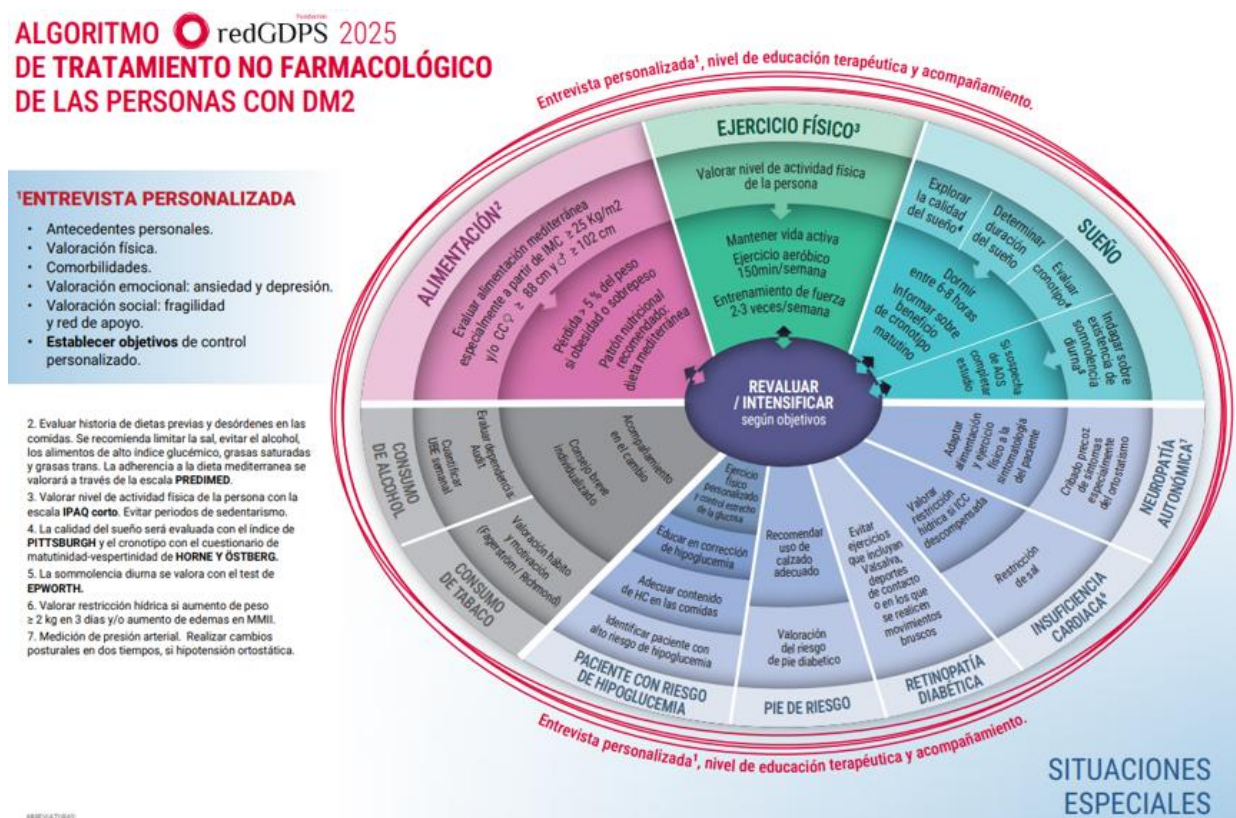 ALGORITMO Fundación redGDPS 2025
DE TRATAMIENTO NO FARMACOLÓGICO
DE LAS PERSONAS CON DM2
¹ENTREVISTA PERSONALIZADA
• Antecedentes personales.
• Valoración física.
• Comorbilidades.
• Valoración emocional: ansiedad y depresión.
• Valoración social: fragilidad
y red de apoyo.
• Establecer objetivos de control
personalizado.
2. Evaluar historia de dietas previas y desórdenes en las
comidas. Se recomienda limitar la sal, evitar el alcohol,
los alimentos de alto índice glucémico, grasas saturadas
y grasas trans. La adherencia a la dieta mediterranea se
valorará a través de la escala PREDIMED.
3. Valorar nivel de actividad física de la persona con la
escala IPAQ corto. Evitar periodos de sedentarismo.
4. La calidad del sueño será evaluada con el índice de
PITTSBURGH y el cronotipo con el cuestionario de
matutinidad-vespertinidad de HORNE Y ÖSTBERG.
5. La sommolencia diurna se valora con el test de
EPWORTH.
6. Valorar restricción hídrica si aumento de peso
≥ 2 kg en 3 días y/o aumento de edemas en MMII.
7. Medición de presión arterial. Realizar cambios
posturales en dos tiempos, si hipotensión ortostática.
ABREVIATURAS
Entrevista personalizada¹, nivel de educación terapéutica y acompañamiento.
ALIMENTACIÓN²
Evaluar alimentación mediterránea
especialmente a partir de IMC ≥ 25 Kg/m2
y/o CC ♀ ≥ 88 cm y ♂ ≥ 102 cm
Pérdida > 5 % del peso
si obesidad o sobrepeso
Patrón nutricional
recomendado:
dieta mediterránea
EJERCICIO FÍSICO³
Valorar nivel de actividad física
de la persona
Mantener vida activa
Ejercicio aeróbico
150min/semana
Entrenamiento de fuerza
2-3 veces/semana
SUEÑO
Explorar
la calidad
del sueño⁴
Determinar
duración
del sueño
Evaluar
cronotipo⁴
Indagar sobre
existencia de
somnolencia
diurna⁵
Dormir
entre 6-8 horas
Informar sobre
beneficio
de cronotipo
matutino
Si sospecha
de AOS
completar
estudio
REVALUAR
/ INTENSIFICAR
según objetivos
CONSUMO
DE ALCOHOL
Cuantificar
UBE semanal
Evaluar dependencia:
Audit
Consejo breve
individualizado
Acompañamiento
en el cambio
CONSUMO
DE TABACO
Valoración hábito
y motivación
(Fagerström / Richmond)
PACIENTE CON RIESGO
DE HIPOGLUCEMIA
Identificar paciente con
alto riesgo de hipoglucemia
Adecuar contenido
de HC en las comidas
Educar en corrección
de hipoglucemia
Ejercicio
físico
personalizado
y control estrecho de
la glucosa
PIE DE RIESGO
Valoración
del riesgo
de pie diabetico
Recomendar
uso de
calzado
adecuado
RETINOPATÍA
DIABÉTICA
Evitar
ejercicios
que incluyan
Valsalva,
deportes
de contacto
o en los que
se realicen
movimientos
bruscos
INSUFICIENCIA
CARDIACA⁶
Restricción
de sal
Valorar
restricción
hídrica si ICC
descompensada
NEUROPATÍA
AUTONÓMICA⁷
Cribado precoz
de síntomas
especialmente
del ortostatismo
Adaptar
alimentación
y ejercicio
físico a la
sintomatología
del paciente
Entrevista personalizada¹, nivel de educación terapéutica y acompañamiento.
SITUACIONES
ESPECIALES